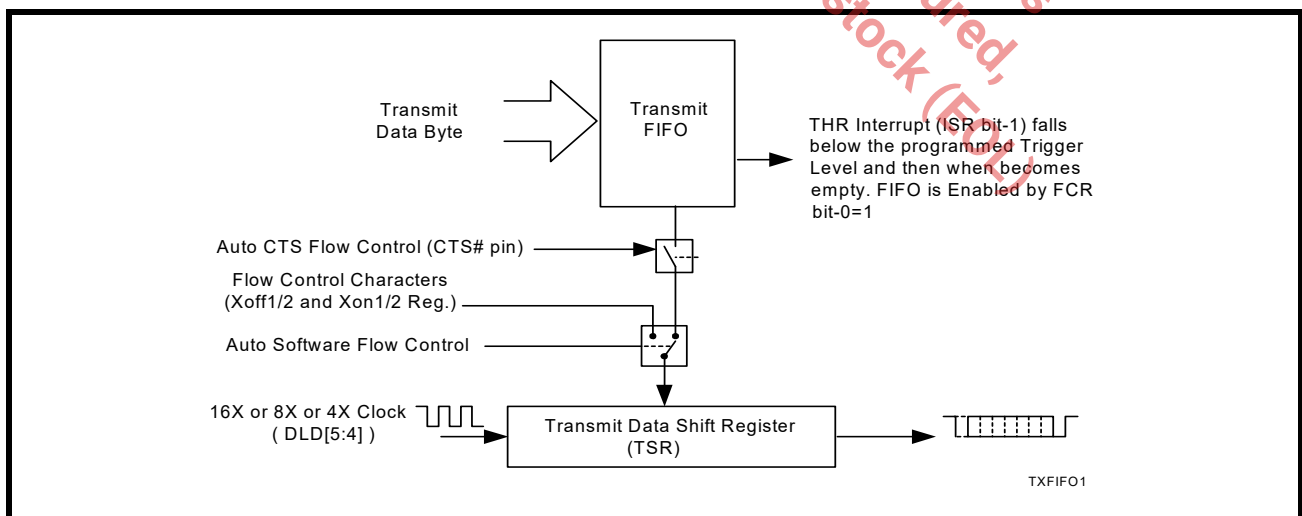 s
ured,
stock (EOL)
Transmit
Data Byte
Transmit
FIFO
THR Interrupt (ISR bit-1) falls
below the programmed Trigger
Level and then when becomes
empty. FIFO is Enabled by FCR
bit-0=1
Auto CTS Flow Control (CTS# pin)
Flow Control Characters
(Xoff1/2 and Xon1/2 Reg.)
Auto Software Flow Control
16X or 8X or 4X Clock
( DLD[5:4] )
Transmit Data Shift Register
(TSR)
TXFIFO1